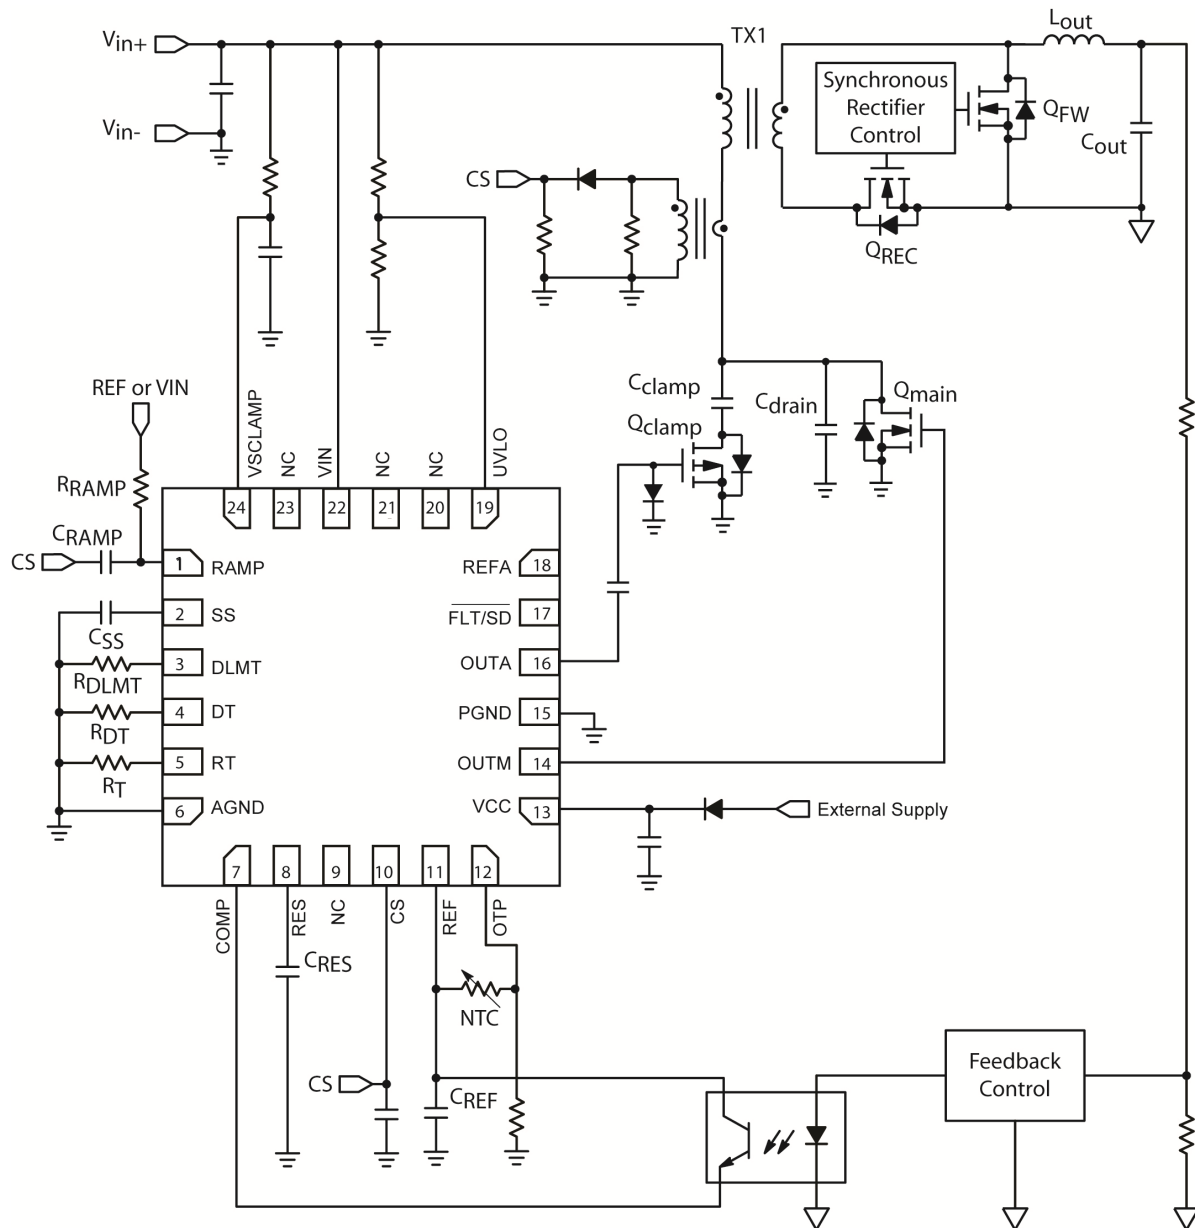 Vin+
Vin-
TX1
Lout
Synchronous
Rectifier
Control
QFW
Cout
CS
QREC
REF or VIN
RRAMP
CRAMP
CS
VSCLAMP
NC
VIN
NC
NC
UVLO
24
23
22
21
20
19
Cclamp
Qclamp
Cdrain
Qmain
1 RAMP
2 SS
3 DLMT
4 DT
5 RT
6 AGND
CSS
RDLMT
RDT
RT
REFA 18
FLT/SD 17
OUTA 16
PGND 15
OUTM 14
VCC 13
External Supply
7
8
9
10
11
12
COMP
RES
NC
CS
REF
OTP
CRES
NTC
CS
CREF
Feedback
Control